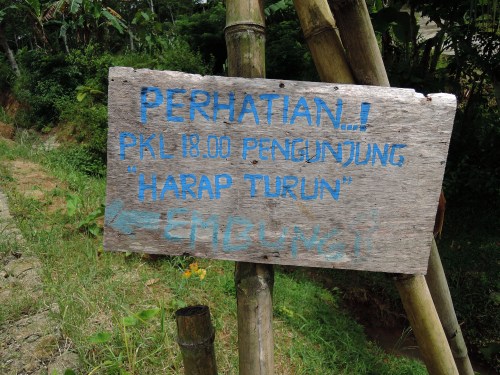 PERHATIAN...!
PKL 18.00 PENGUNJUNG
"HARAP TURUN"
EMBUNG